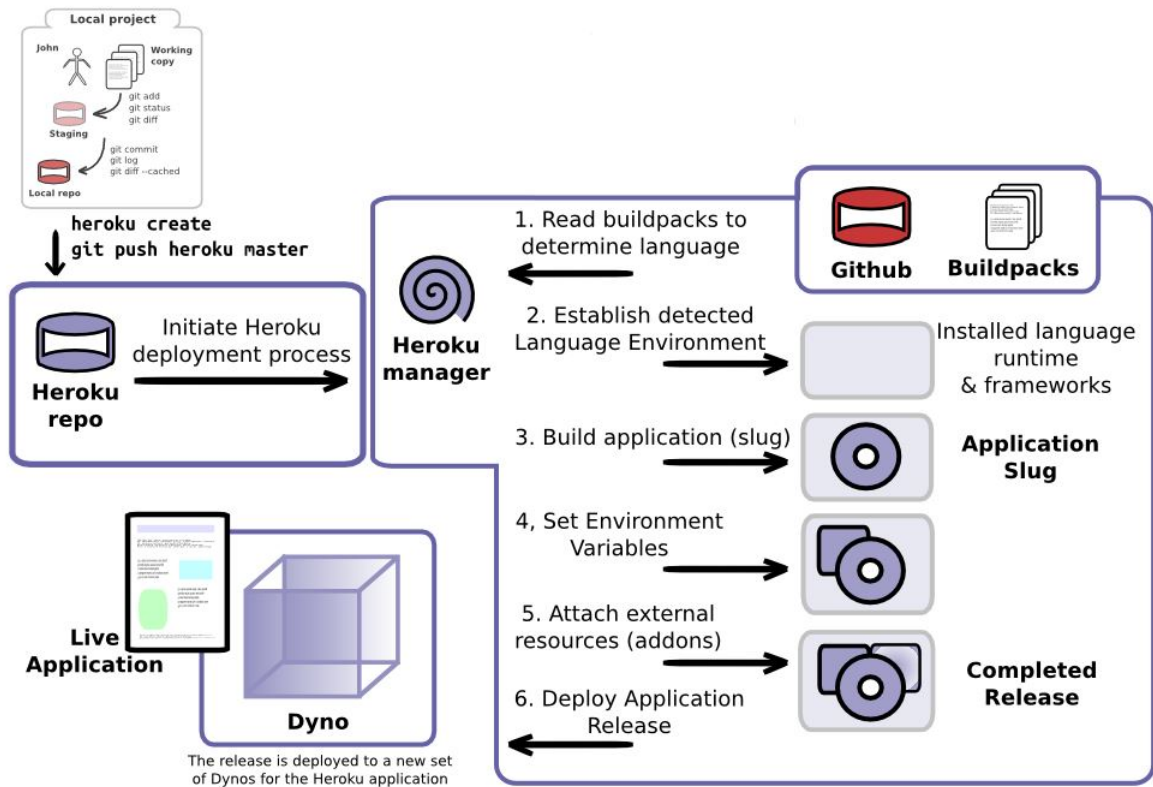 Local project
John
Working
copy
git add
git status
git diff
Staging
git commit
git log
git diff --cached
Local repo
heroku create
git push heroku master
Heroku
repo
Initiate Heroku
deployment process
Heroku
manager
1. Read buildpacks to
determine language
Github
Buildpacks
2. Establish detected
Language Environment
Installed language
runtime
& frameworks
3. Build application (slug)
Application
Slug
4, Set Environment
Variables
5. Attach external
resources (addons)
Completed
Release
6. Deploy Application
Release
Live
Application
Dyno
The release is deployed to a new set
of Dynos for the Heroku application